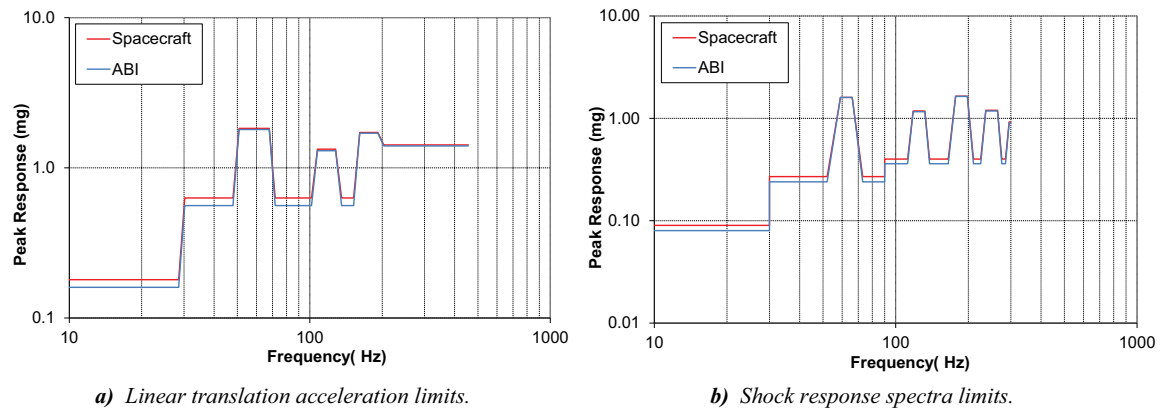 10.0
1.0
0.1
Peak Response (mg)
Spacecraft
ABI
10
100
1000
Frequency( Hz)
a) Linear translation acceleration limits.
10.00
1.00
0.10
0.01
Peak Response (mg)
Spacecraft
ABI
10
100
1000
Frequency( Hz)
b) Shock response spectra limits.